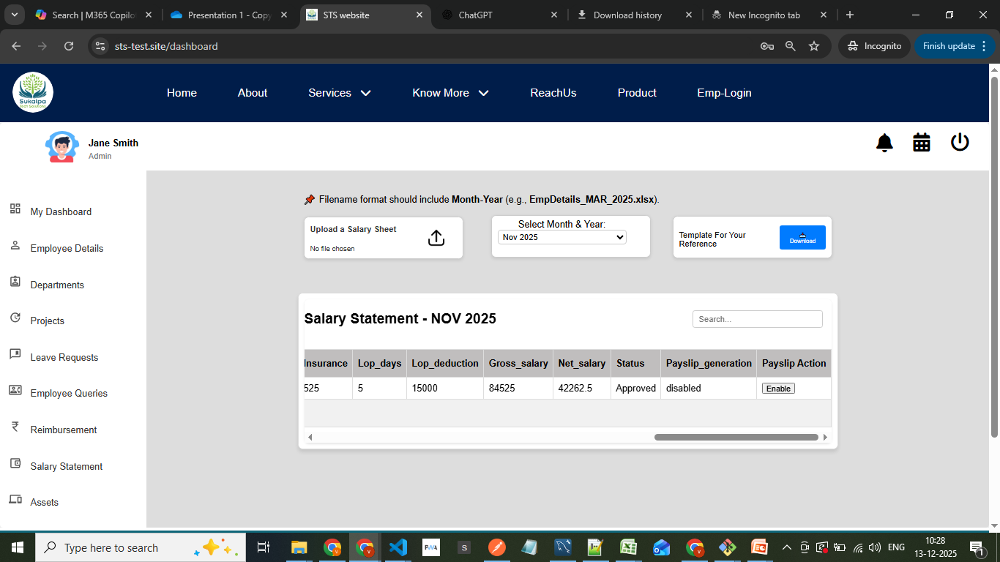 Search | M365 Copilo
Presentation 1 - Copy
STS website
ChatGPT
Download history
New Incognito tab
sts-test.site/dashboard
Incognito
Finish update
Sukalpa
Tech Solutions
Home
About
Services
Know More
ReachUs
Product
Emp-Login
Jane Smith
Admin
My Dashboard
Employee Details
Departments
Projects
Leave Requests
Employee Queries
Reimbursement
Salary Statement
Assets
Filename format should include Month-Year (e.g., EmpDetails_MAR_2025.xlsx).
Upload a Salary Sheet
No file chosen
Select Month & Year:
Nov 2025
Template For Your
Reference
Download
Salary Statement - NOV 2025
Search...
Insurance Lop_days Lop_deduction Gross_salary Net_salary Status Payslip_generation Payslip Action
525 5 15000 84525 42262.5 Approved disabled Enable
Type here to search
PWA
S
ENG
10:28
13-12-2025
1